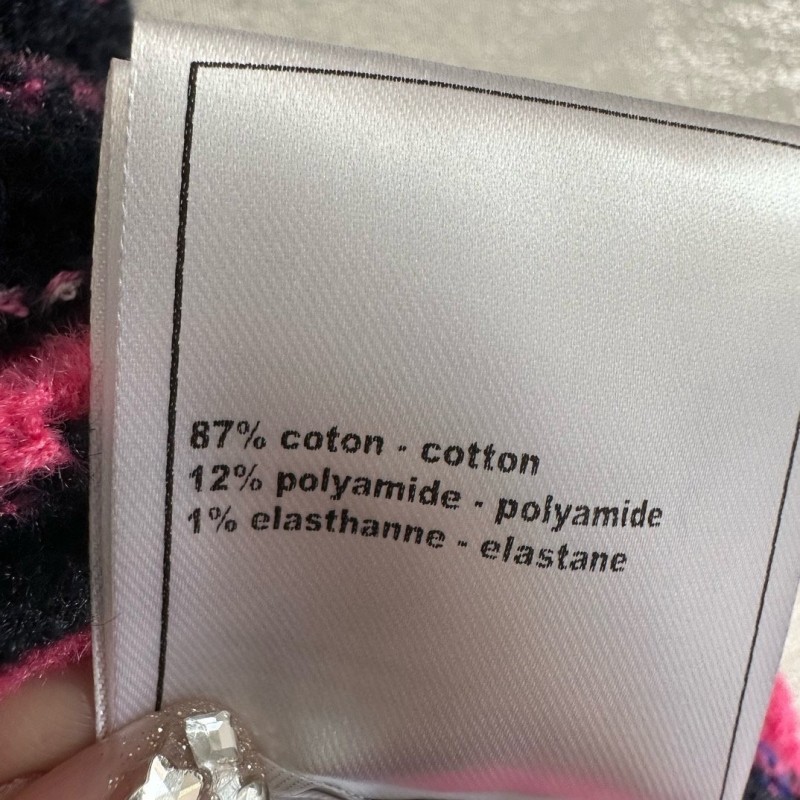 87% coton - cotton
12% polyamide - polyamide
1% elasthanne - elastane